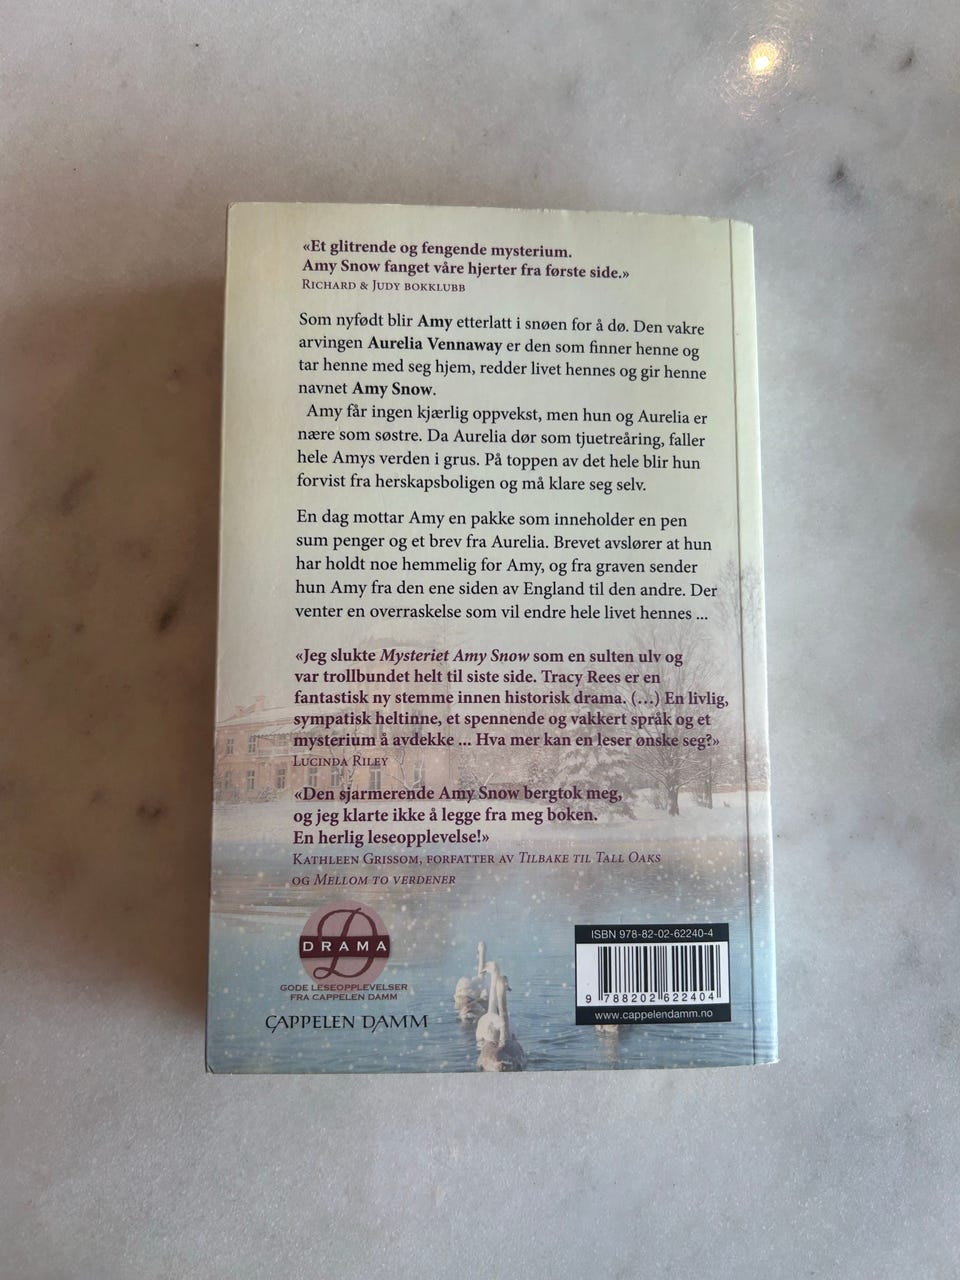 «Et glitrende og fengende mysterium.
Amy Snow fanget våre hjerter fra første side.»
RICHARD & JUDY BOKKLUBB
Som nyfødt blir Amy etterlatt i snøen for å dø. Den vakre
arvingen Aurelia Vennaway er den som finner henne og
tar henne med seg hjem, redder livet hennes og gir henne
navnet Amy Snow.
Amy får ingen kjærlig oppvekst, men hun og Aurelia er
nære som søstre. Da Aurelia dør som tjuetreåring, faller
hele Amys verden i grus. På toppen av det hele blir hun
forvist fra herskapsboligen og må klare seg selv.
En dag mottar Amy en pakke som inneholder en pen
sum penger og et brev fra Aurelia. Brevet avslører at hun
har holdt noe hemmelig for Amy, og fra graven sender
hun Amy fra den ene siden av England til den andre. Der
venter en overraskelse som vil endre hele livet hennes ...
«Jeg slukte Mysteriet Amy Snow som en sulten ulv og
var trollbundet helt til siste side. Tracy Rees er en
fantastisk ny stemme innen historisk drama. (…) En livlig,
sympatisk heltinne, et spennende og vakkert språk og et
mysterium å avdekke ... Hva mer kan en leser ønske seg?»
LUCINDA RILEY
«Den sjarmerende Amy Snow bergtok meg,
og jeg klarte ikke å legge fra meg boken.
En herlig leseopplevelse!»
KATHLEEN GRISSOM, FORFATTER AV TILBAKE TIL TALL OAKS
OG MELLOM TO VERDENER
D
DRAMA
GODE LESEOPPLEVELSER
FRA CAPPELEN DAMM
CAPPELEN DAMM
ISBN 978-82-02-62240-4
9 788202 622404
www.cappelendamm.no